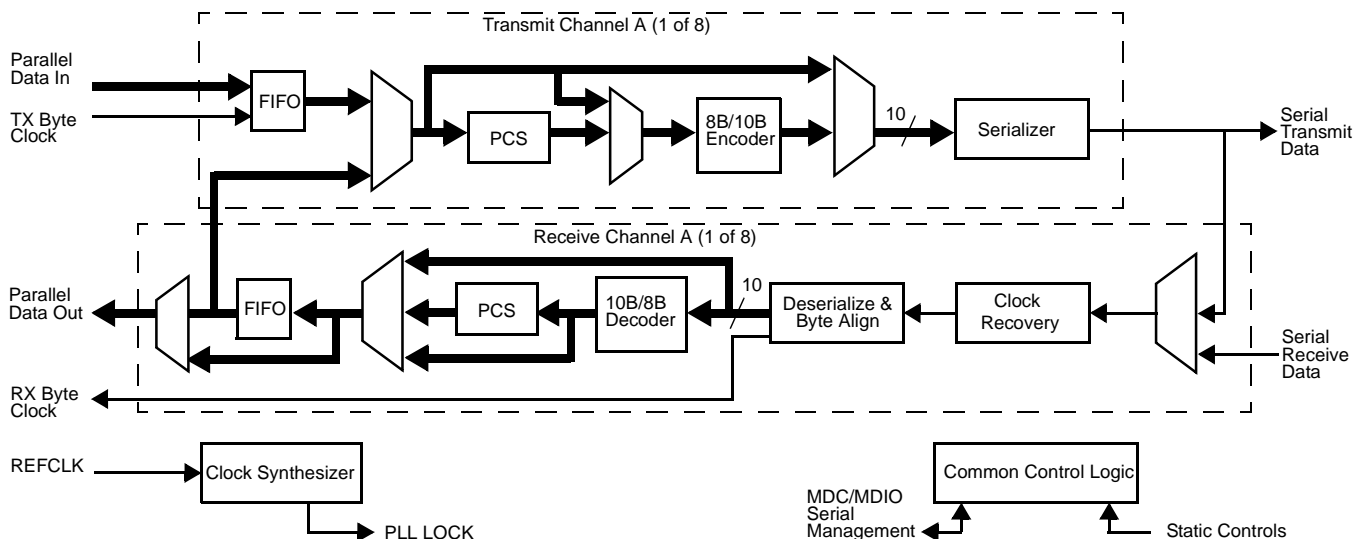 Transmit Channel A (1 of 8)
Parallel
Data In
TX Byte
Clock
FIFO
PCS
8B/10B
Encoder
10
Serializer
Serial
Transmit
Data
Receive Channel A (1 of 8)
Parallel
Data Out
FIFO
PCS
10B/8B
Decoder
10
Deserialize &
Byte Align
Clock
Recovery
Serial
Receive
Data
RX Byte
Clock
REFCLK
Clock Synthesizer
PLL LOCK
Common Control Logic
MDC/MDIO
Serial
Management
Static Controls